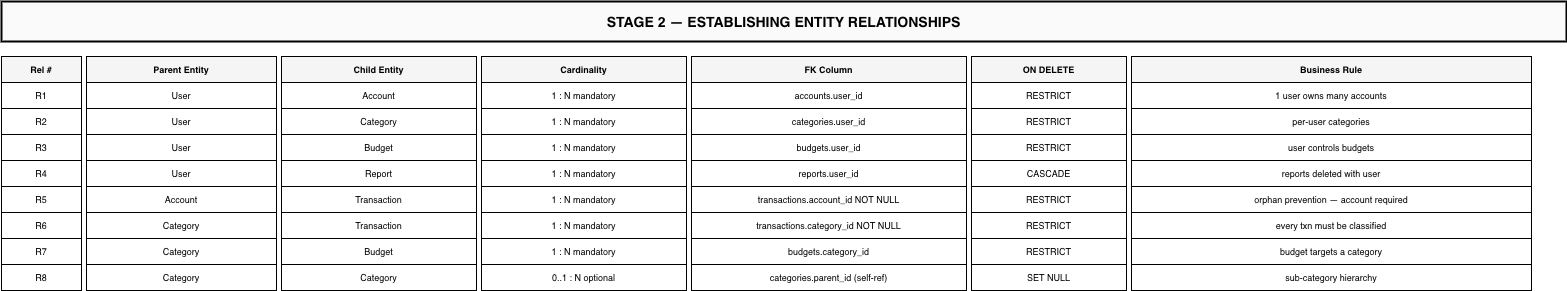 STAGE 2 — ESTABLISHING ENTITY RELATIONSHIPS
Rel # Parent Entity Child Entity Cardinality FK Column ON DELETE Business Rule
R1 User Account 1 : N mandatory accounts.user_id RESTRICT 1 user owns many accounts
R2 User Category 1 : N mandatory categories.user_id RESTRICT per-user categories
R3 User Budget 1 : N mandatory budgets.user_id RESTRICT user controls budgets
R4 User Report 1 : N mandatory reports.user_id CASCADE reports deleted with user
R5 Account Transaction 1 : N mandatory transactions.account_id NOT NULL RESTRICT orphan prevention — account required
R6 Category Transaction 1 : N mandatory transactions.category_id NOT NULL RESTRICT every txn must be classified
R7 Category Budget 1 : N mandatory budgets.category_id RESTRICT budget targets a category
R8 Category Category 0..1 : N optional categories.parent_id (self-ref) SET NULL sub-category hierarchy